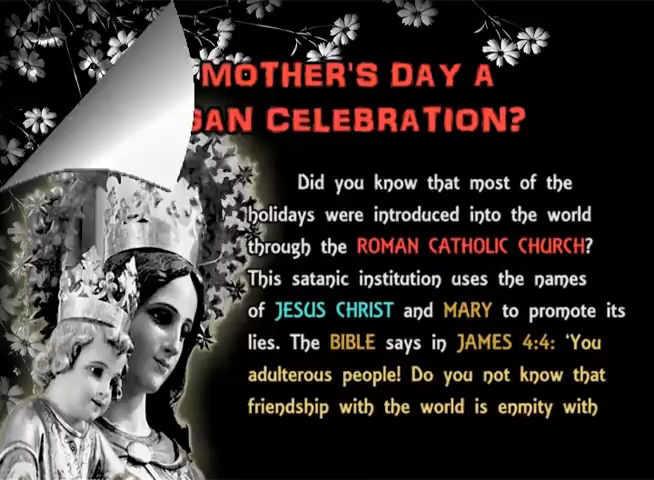 MOTHER'S DAY A
CELEBRATION?
Did you know that most of the
holidays were introduced into the world
through the ROMAN CATHOLIC CHURCH?
This satanic institution uses the names
of JESUS CHRIST and MARY to promote its
lies. The BIBLE says in JAMES 4:4: 'You
adulterous people! Do you not know that
friendship with the world is enmity with